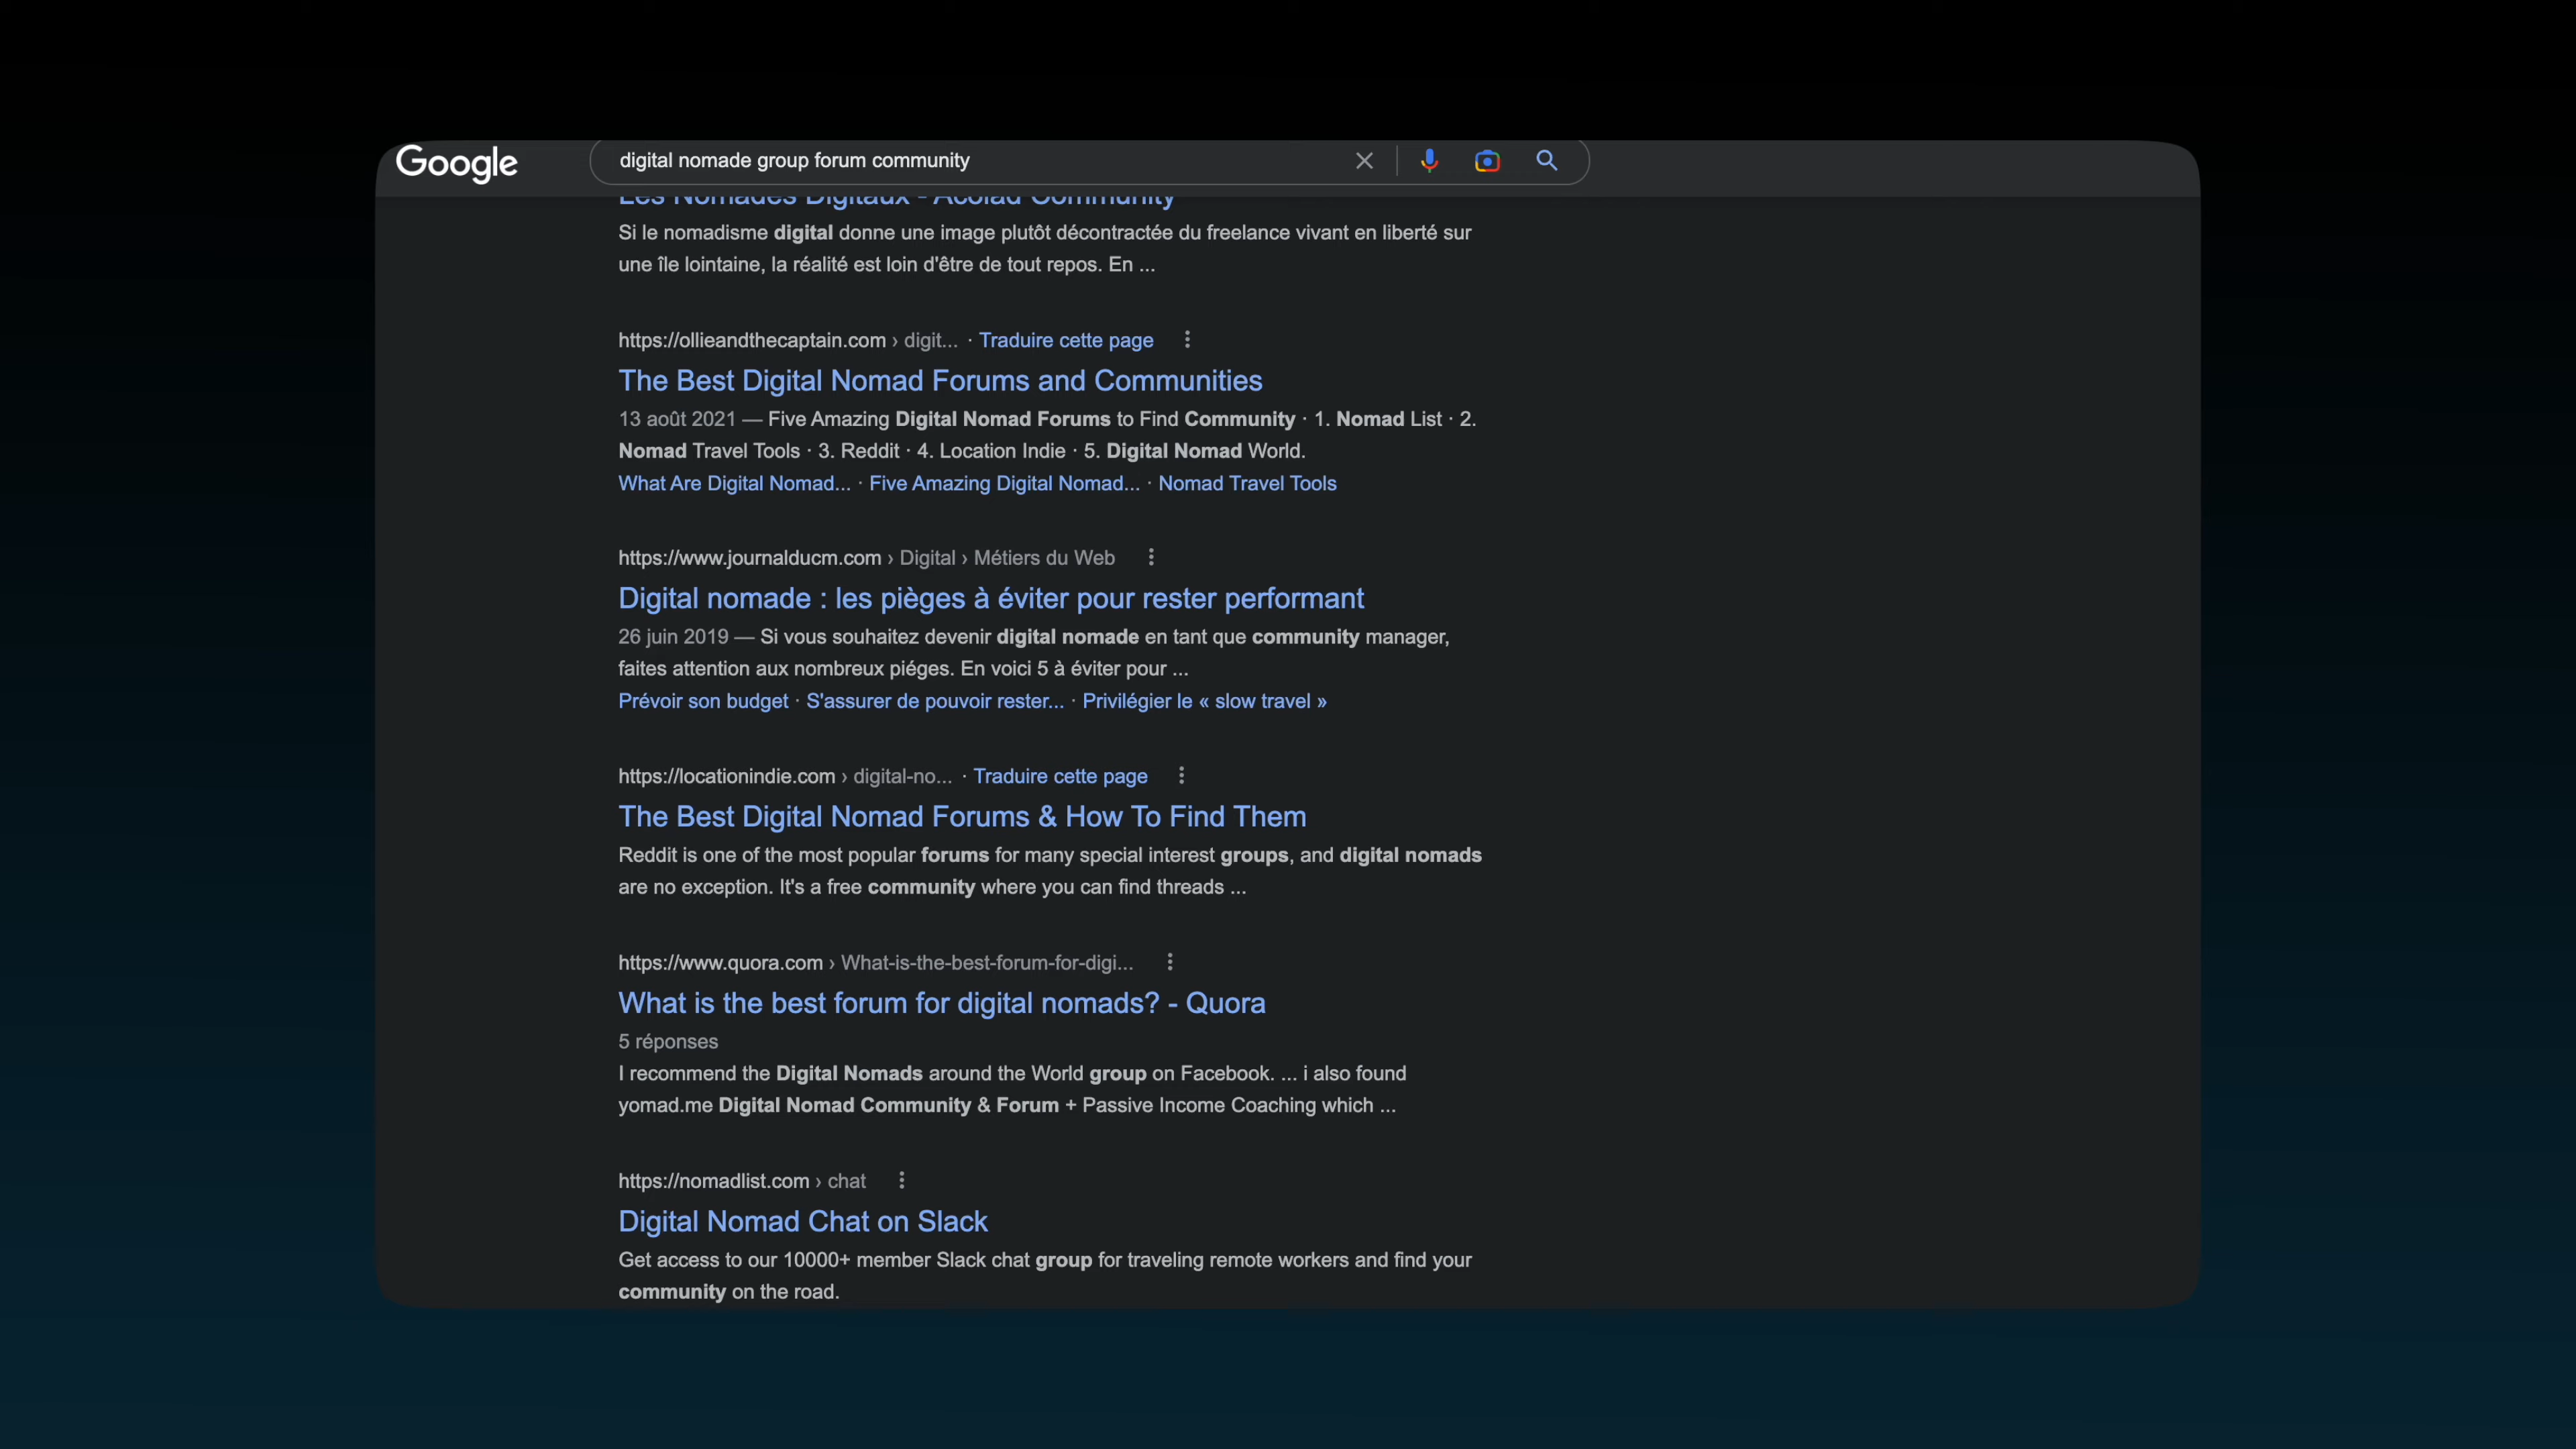 Google
digital nomade group forum community
Les Nomades Digitaux - Acolad Community
Si le nomadisme digital donne une image plutôt décontractée du freelance vivant en liberté sur
une île lointaine, la réalité est loin d'être de tout repos. En ...
https://ollieandthecaptain.com › digit... · Traduire cette page
The Best Digital Nomad Forums and Communities
13 août 2021 — Five Amazing Digital Nomad Forums to Find Community · 1. Nomad List · 2.
Nomad Travel Tools · 3. Reddit · 4. Location Indie · 5. Digital Nomad World.
What Are Digital Nomad... · Five Amazing Digital Nomad... · Nomad Travel Tools
https://www.journalducm.com › Digital › Métiers du Web
Digital nomade : les pièges à éviter pour rester performant
26 juin 2019 — Si vous souhaitez devenir digital nomade en tant que community manager,
faites attention aux nombreux piéges. En voici 5 à éviter pour ...
Prévoir son budget · S'assurer de pouvoir rester... · Privilégier le « slow travel »
https://locationindie.com › digital-no... · Traduire cette page
The Best Digital Nomad Forums & How To Find Them
Reddit is one of the most popular forums for many special interest groups, and digital nomads
are no exception. It's a free community where you can find threads ...
https://www.quora.com › What-is-the-best-forum-for-digi...
What is the best forum for digital nomads? - Quora
5 réponses
I recommend the Digital Nomads around the World group on Facebook. ... i also found
yomad.me Digital Nomad Community & Forum + Passive Income Coaching which ...
https://nomadlist.com › chat
Digital Nomad Chat on Slack
Get access to our 10000+ member Slack chat group for traveling remote workers and find your
community on the road.